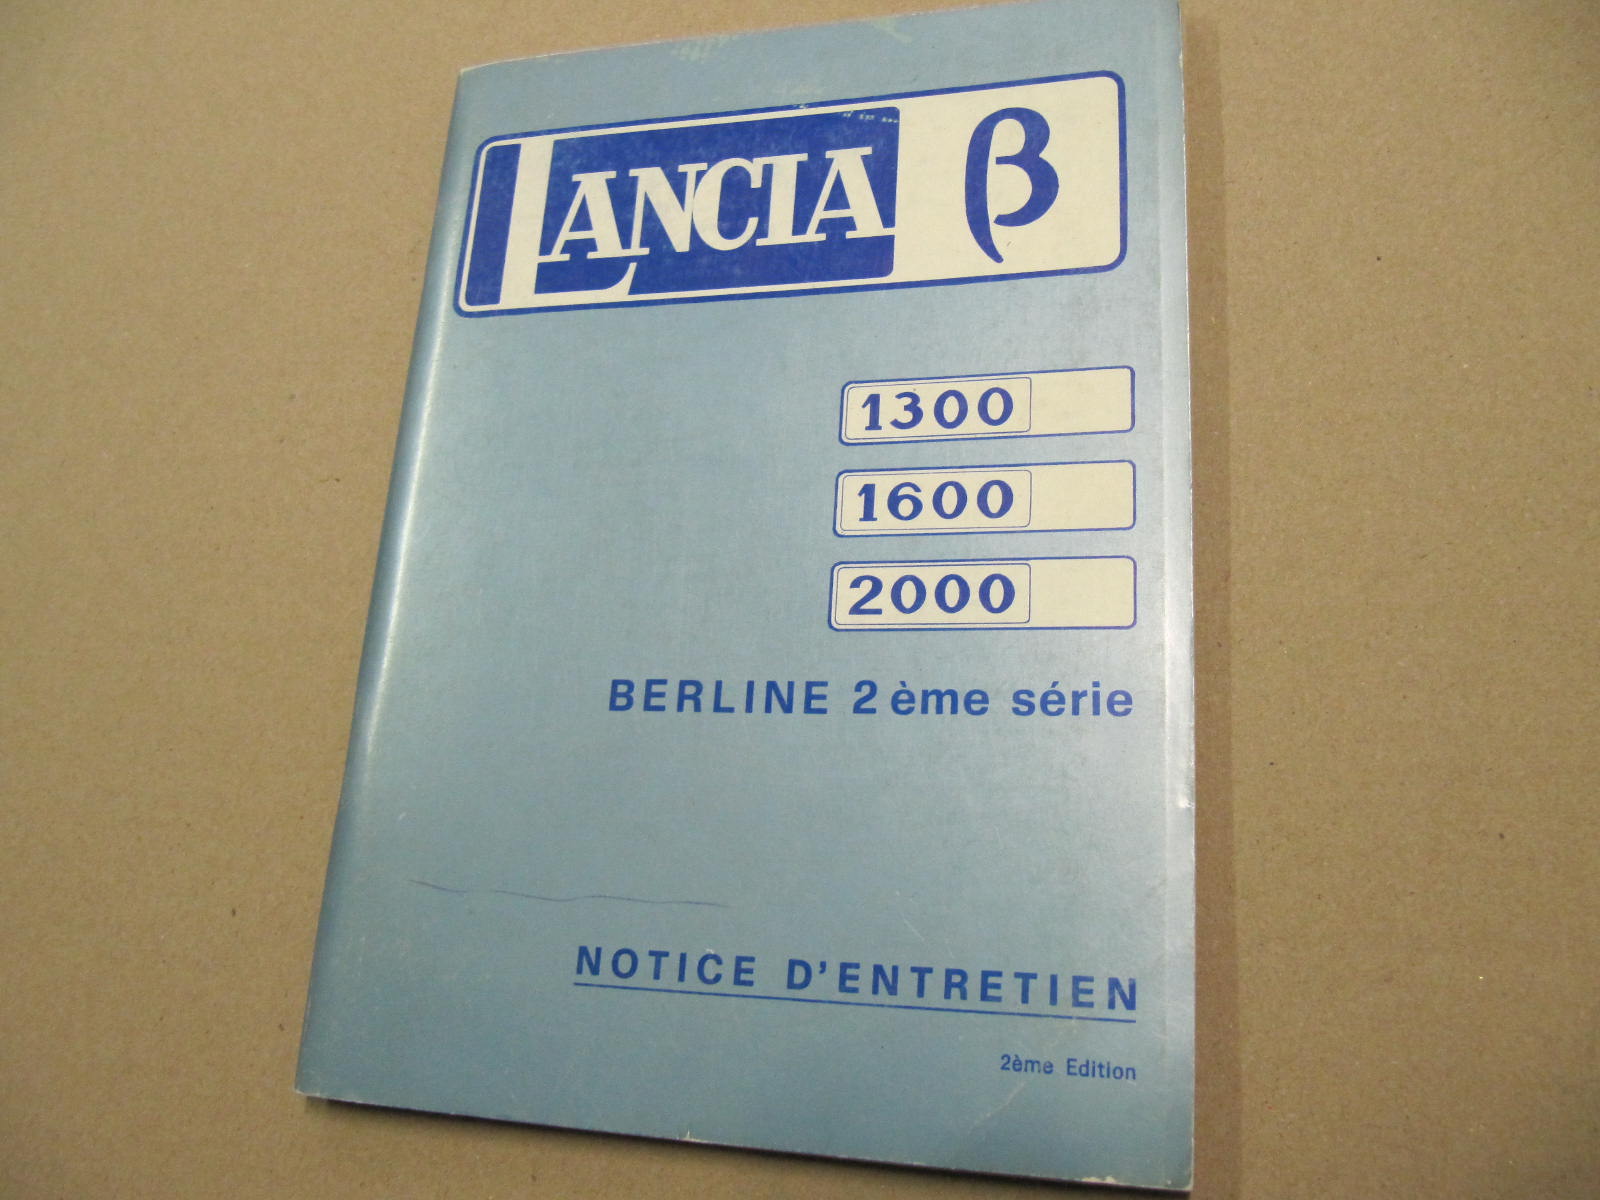 LANCIA β
1300
1600
2000
BERLINE 2ème série
NOTICE D'ENTRETIEN
2ème Edition